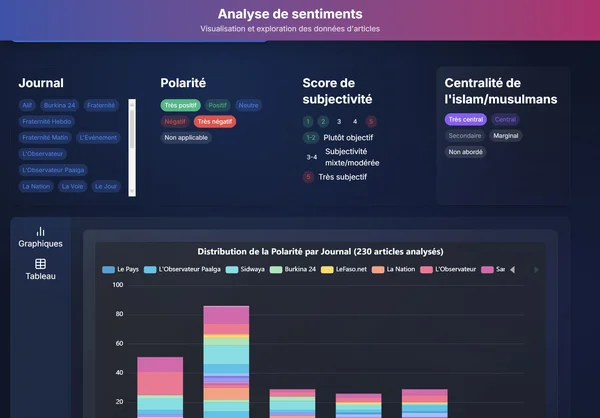 Analyse de sentiments
Visualisation et exploration des données d'articles
Journal
Alif Burkina 24 Fraternité
Fraternité Hebdo
Fraternité Matin L'Evénement
L'Observateur
L'Observateur Paalga
La Nation La Voie Le Jour
Polarité
Très positif Positif Neutre
Négatif Très négatif
Non applicable
Score de
subjectivité
1 2 3 4 5
1-2 Plutôt objectif
3-4 Subjectivité
mixte/modérée
5 Très subjectif
Centralité de
l'islam/musulmans
Très central Central
Secondaire Marginal
Non abordé
Graphiques
Tableau
Distribution de la Polarité par Journal (230 articles analysés)
Le Pays L'Observateur Paalga Sidwaya Burkina 24 LeFaso.net La Nation L'Observateur
100
80
60
40
20